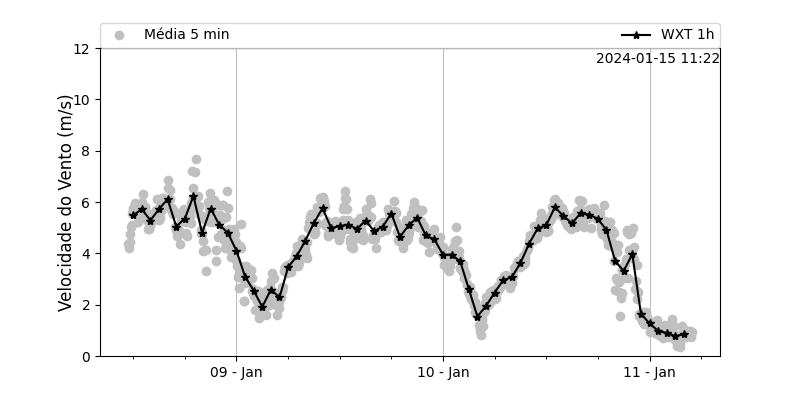 Média 5 min
WXT 1h
2024-01-15 11:22
Velocidade do Vento (m/s)
12
10
8
6
4
2
0
09 - Jan
10 - Jan
11 - Jan